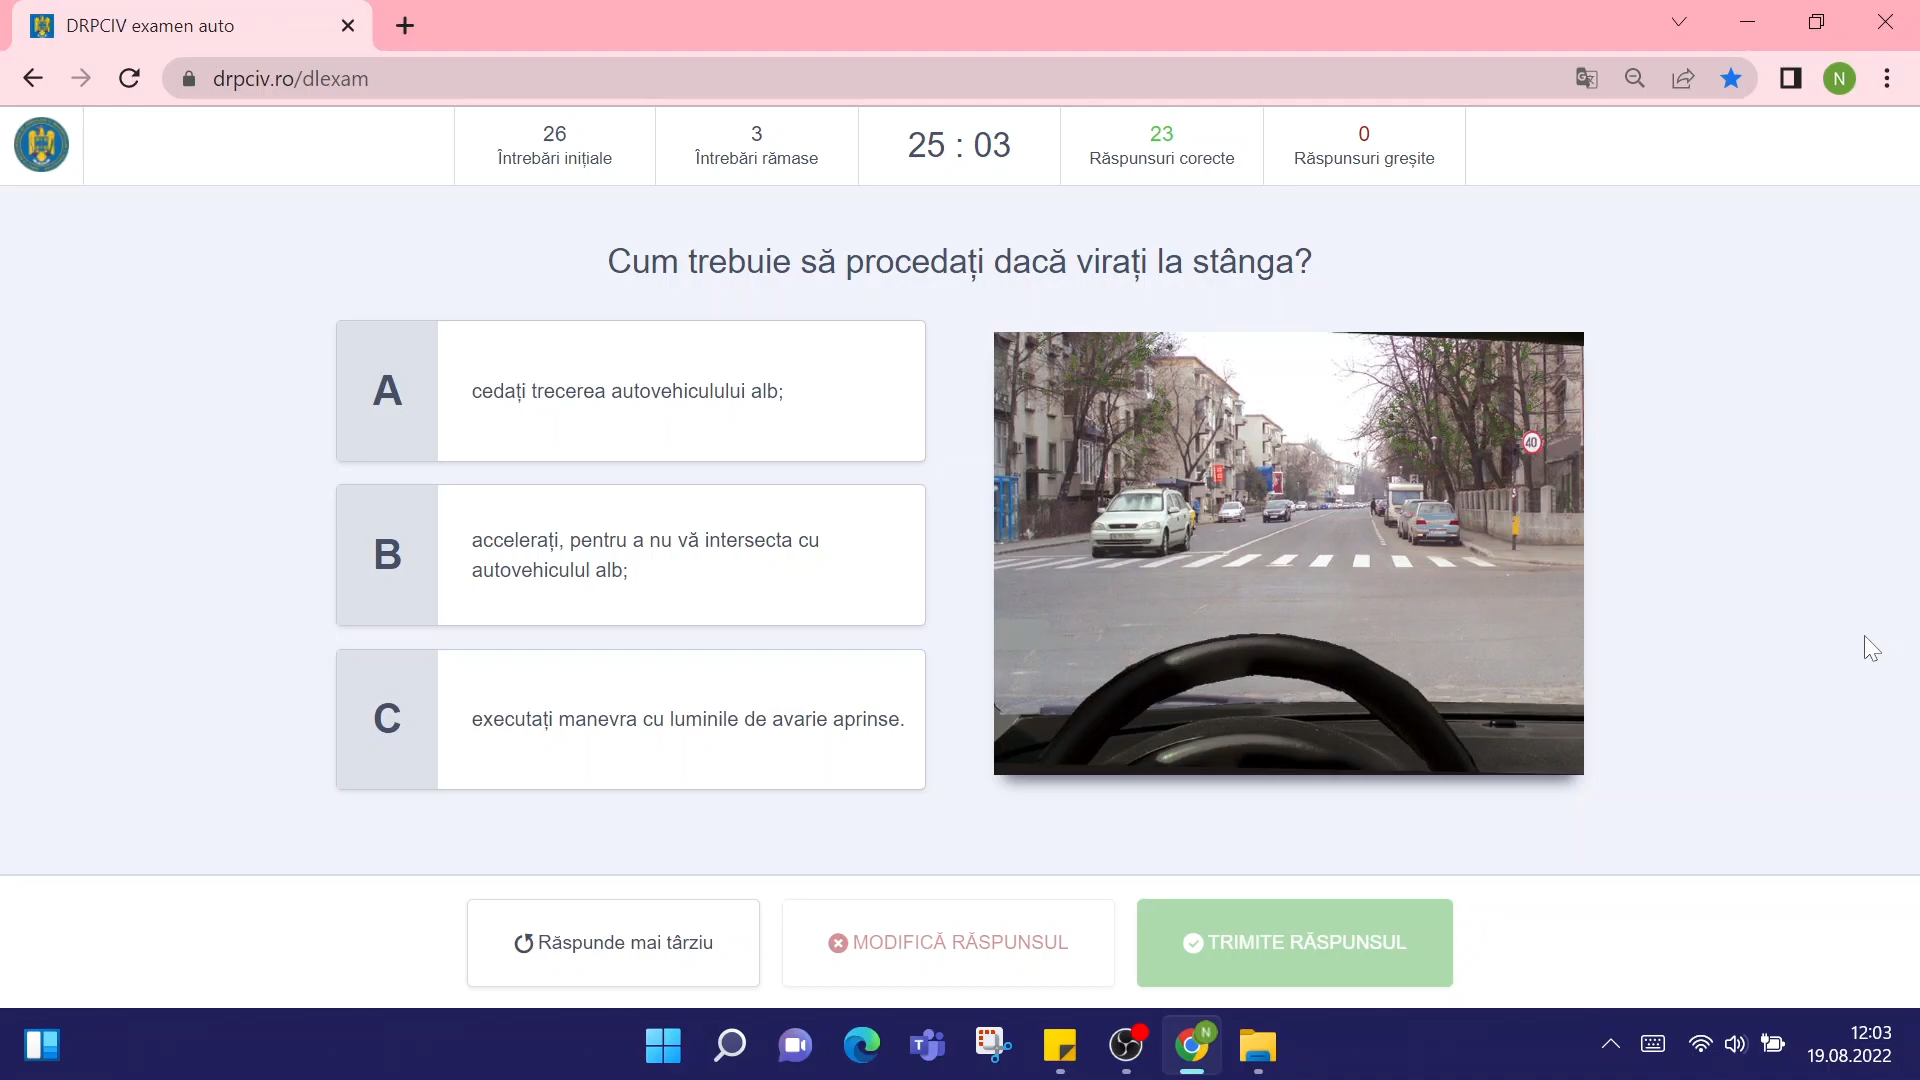 DRPCIV examen auto
drpciv.ro/dlexam
N
26
Întrebări inițiale
3
Întrebări rămase
25 : 03
23
Răspunsuri corecte
0
Răspunsuri greșite
Cum trebuie să procedați dacă virați la stânga?
A
cedați trecerea autovehiculului alb;
B
accelerați, pentru a nu vă intersecta cu
autovehiculul alb;
C
executați manevra cu luminile de avarie aprinse.
40
Răspunde mai târziu
MODIFICĂ RĂSPUNSUL
TRIMITE RĂSPUNSUL
N
12:03
19.08.2022